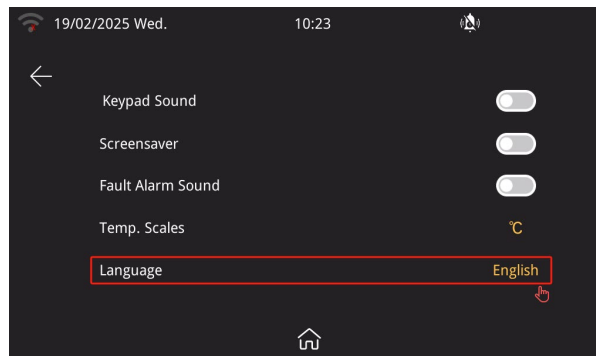 19/02/2025 Wed. 10:23
Keypad Sound
Screensaver
Fault Alarm Sound
Temp. Scales ℃
Language English